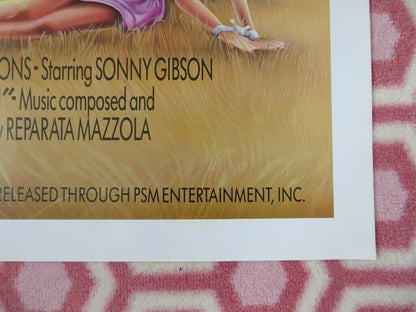 ONS - Starring SONNY GIBSON
"- Music composed and
REPARATA MAZZOLA
RELEASED THROUGH PSM ENTERTAINMENT, INC.